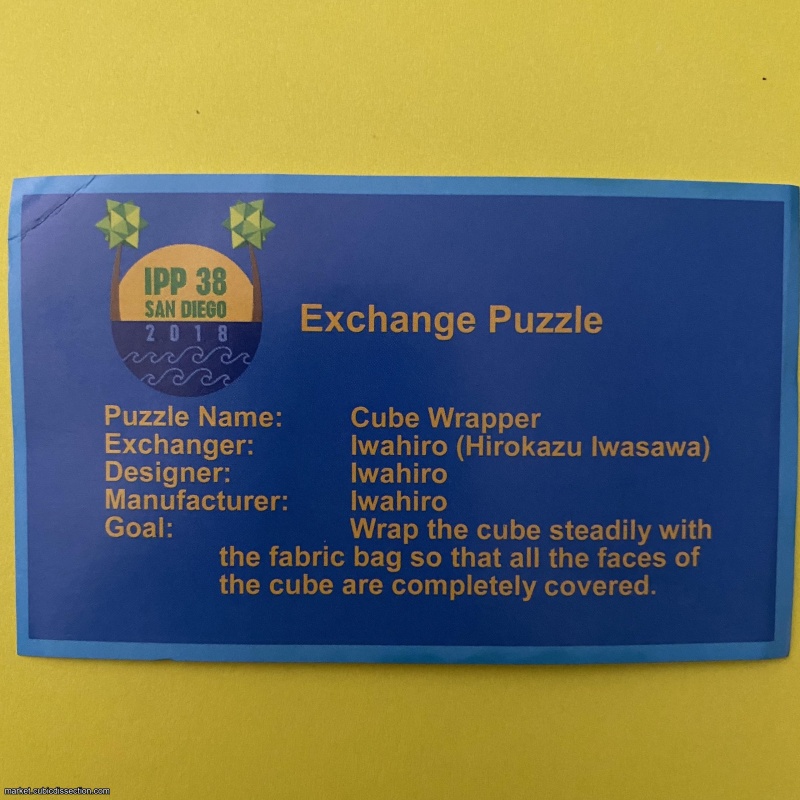 IPP 38
SAN DIEGO
2018
Exchange Puzzle
Puzzle Name: Cube Wrapper
Exchanger: Iwahiro (Hirokazu Iwasawa)
Designer: Iwahiro
Manufacturer: Iwahiro
Goal: Wrap the cube steadily with
the fabric bag so that all the faces of
the cube are completely covered.
market.cubicdissection.com